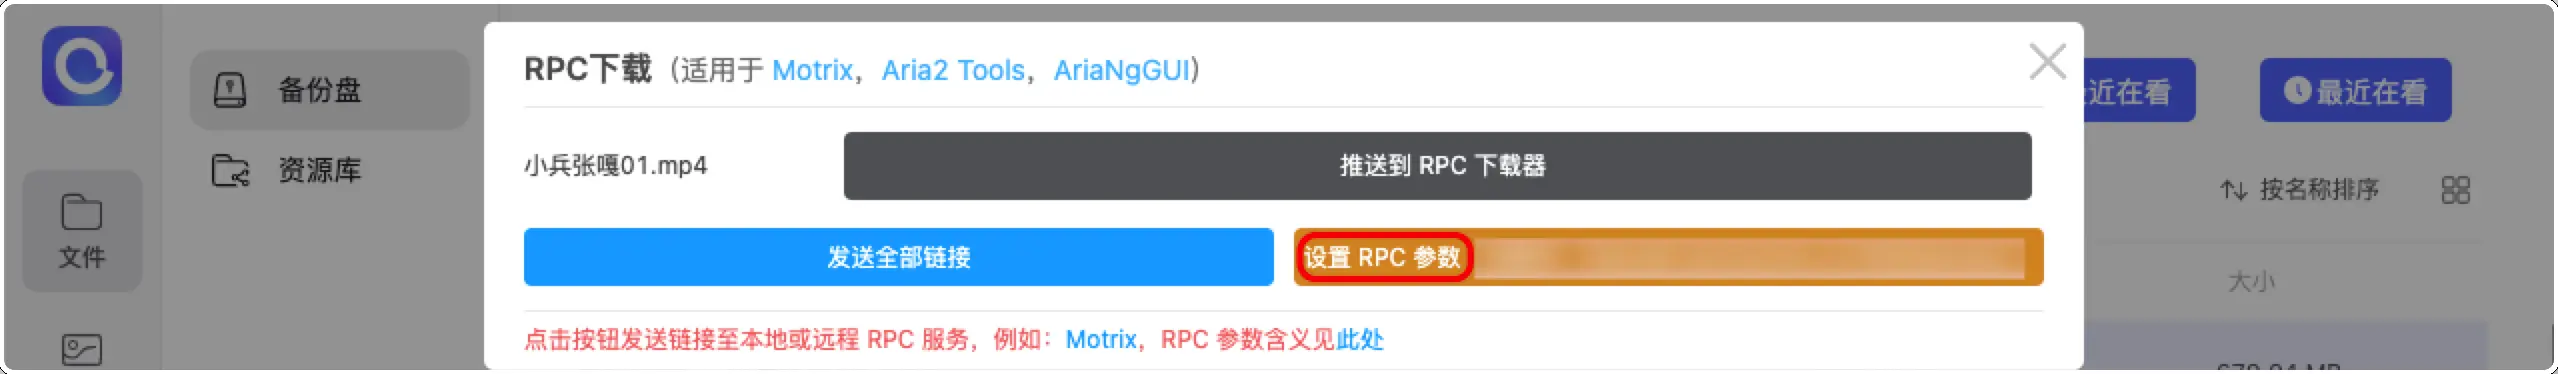 备份盘
资源库
文件
RPC下载（适用于 Motrix，Aria2 Tools，AriaNgGUI）
小兵张嘎01.mp4
推送到 RPC 下载器
发送全部链接
设置 RPC 参数
点击按钮发送链接至本地或远程 RPC 服务，例如：Motrix，RPC 参数含义见此处
近在看
最近在看
按名称排序
大小